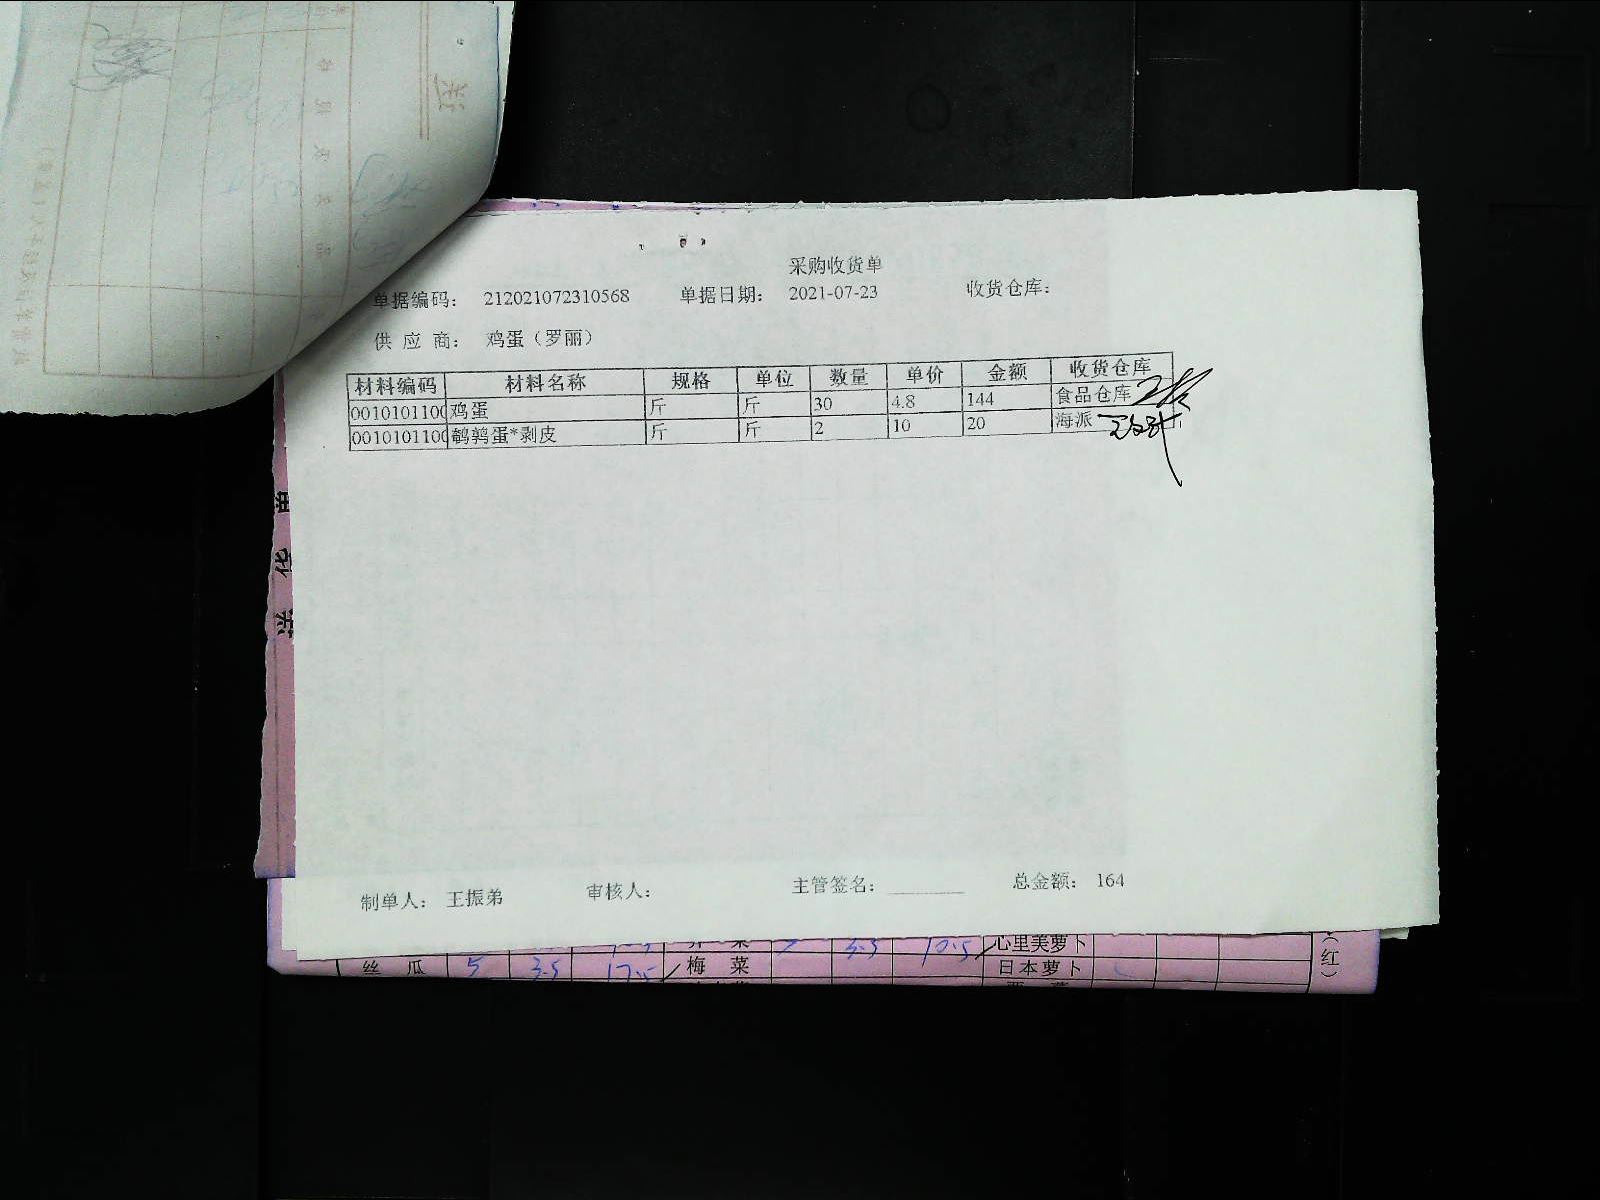 采购收货单
单据编码： 212021072310568 单据日期： 2021-07-23 收货仓库：
供 应 商： 鸡蛋（罗丽）
材料编码 材料名称 规格 单位 数量 单价 金额 收货仓库
0010101100 鸡蛋 斤 斤 30 4.8 144 食品仓库
0010101100 鹌鹑蛋*剥皮 斤 斤 2 10 20 海派
制单人： 王振弟 审核人： 主管签名： 总金额： 164
3.5 10.5 心里美萝卜
丝 瓜 5 3.5 17.5 梅 菜 日本萝卜
（红）